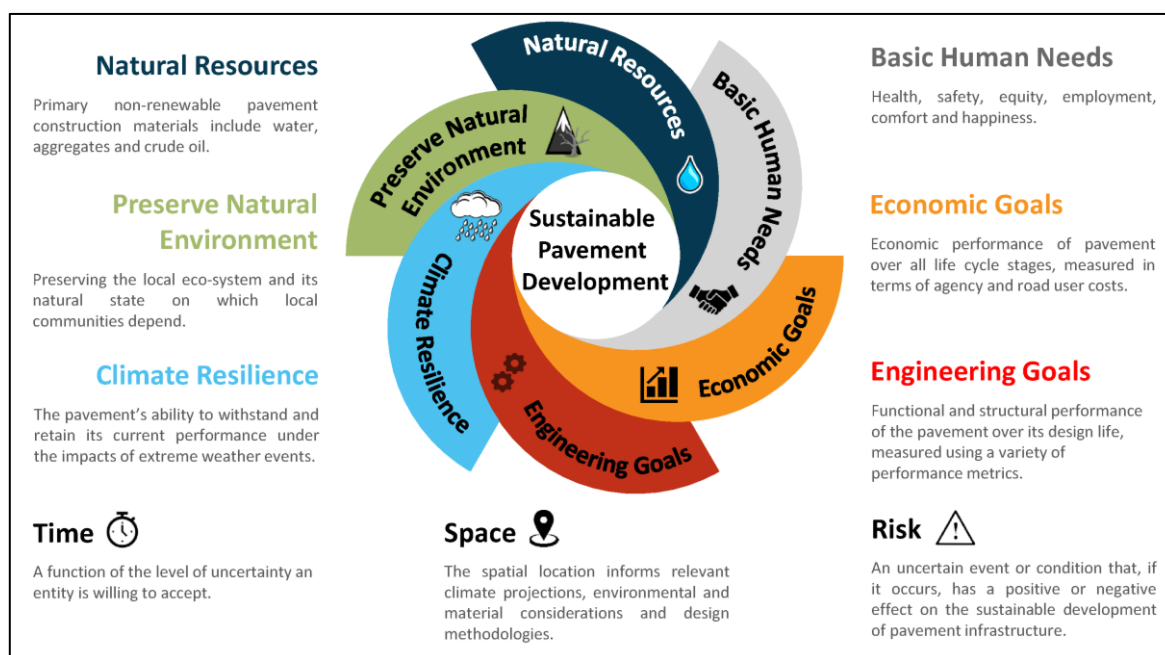 Natural Resources
Primary non-renewable pavement
construction materials include water,
aggregates and crude oil.
Preserve Natural
Environment
Preserving the local eco-system and its
natural state on which local
communities depend.
Climate Resilience
The pavement’s ability to withstand and
retain its current performance under
the impacts of extreme weather events.
Natural Resources
Basic Human Needs
Economic Goals
Engineering Goals
Climate Resilience
Preserve Natural
Environment
Sustainable
Pavement
Development
Basic Human Needs
Health, safety, equity, employment,
comfort and happiness.
Economic Goals
Economic performance of pavement
over all life cycle stages, measured in
terms of agency and road user costs.
Engineering Goals
Functional and structural performance
of the pavement over its design life,
measured using a variety of
performance metrics.
Time
A function of the level of uncertainty an
entity is willing to accept.
Space
The spatial location informs relevant
climate projections, environmental and
material considerations and design
methodologies.
Risk
An uncertain event or condition that, if
it occurs, has a positive or negative
effect on the sustainable development
of pavement infrastructure.